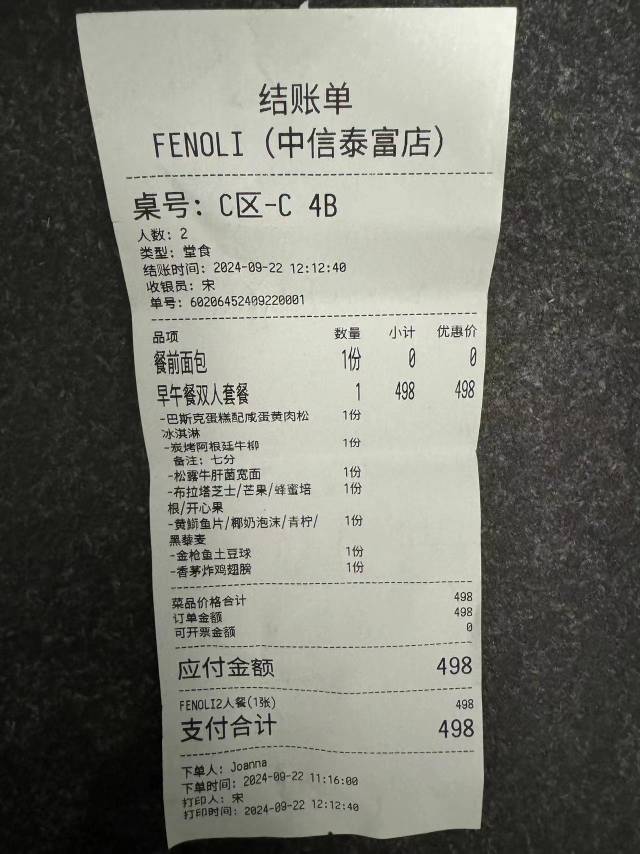 结账单
FENOLI（中信泰富店）
桌号：C区-C 4B
人数：2
类型：堂食
结账时间：2024-09-22 12:12:40
收银员：宋
单号：60206452409220001
品项 数量 小计 优惠价
餐前面包 1份 0 0
早午餐双人套餐 1 498 498
-巴斯克蛋糕配咸蛋黄肉松 1份
冰淇淋
-炭烤阿根廷牛柳 1份
备注：七分
-松露牛肝菌宽面 1份
-布拉塔芝士/芒果/蜂蜜培 1份
根/开心果
-黄鰤鱼片/椰奶泡沫/青柠/ 1份
黑藜麦
-金枪鱼土豆球 1份
-香茅炸鸡翅膀 1份
菜品价格合计 498
订单金额 498
可开票金额 0
应付金额 498
FENOLI2人餐(1张) 498
支付合计 498
下单人：Joanna
下单时间：2024-09-22 11:16:00
打印人：宋
打印时间：2024-09-22 12:12:40